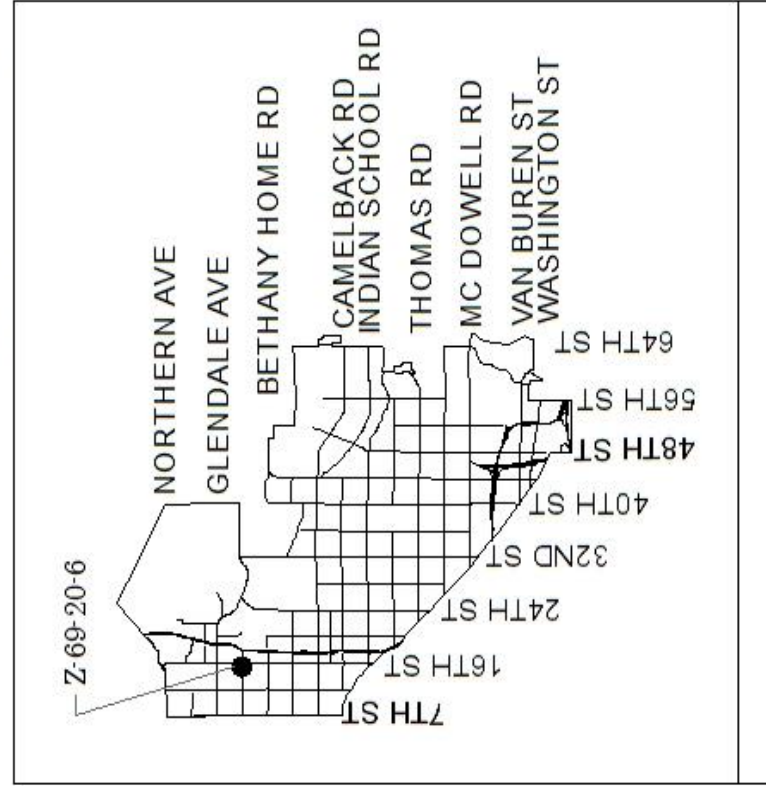 Z-69-20-6
NORTHERN AVE
GLENDALE AVE
BETHANY HOME RD
CAMELBACK RD
INDIAN SCHOOL RD
THOMAS RD
MC DOWELL RD
VAN BUREN ST
WASHINGTON ST
64TH ST
56TH ST
48TH ST
40TH ST
32ND ST
24TH ST
16TH ST
7TH ST